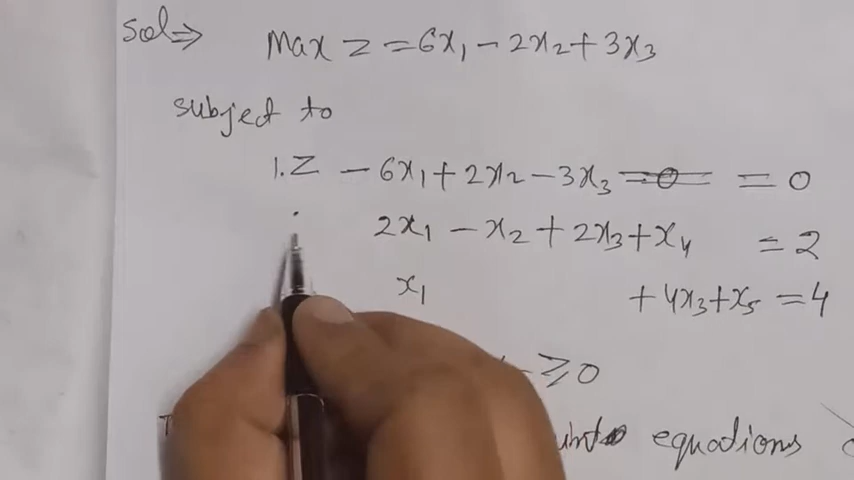 Sol ⇒ Max Z = 6x₁ - 2x₂ + 3x₃
subject to
1.Z - 6x₁ + 2x₂ - 3x₃ = 0
2x₁ - x₂ + 2x₃ + x₄ = 2
x₁ + 4x₃ + x₅ = 4
≥ 0
equations